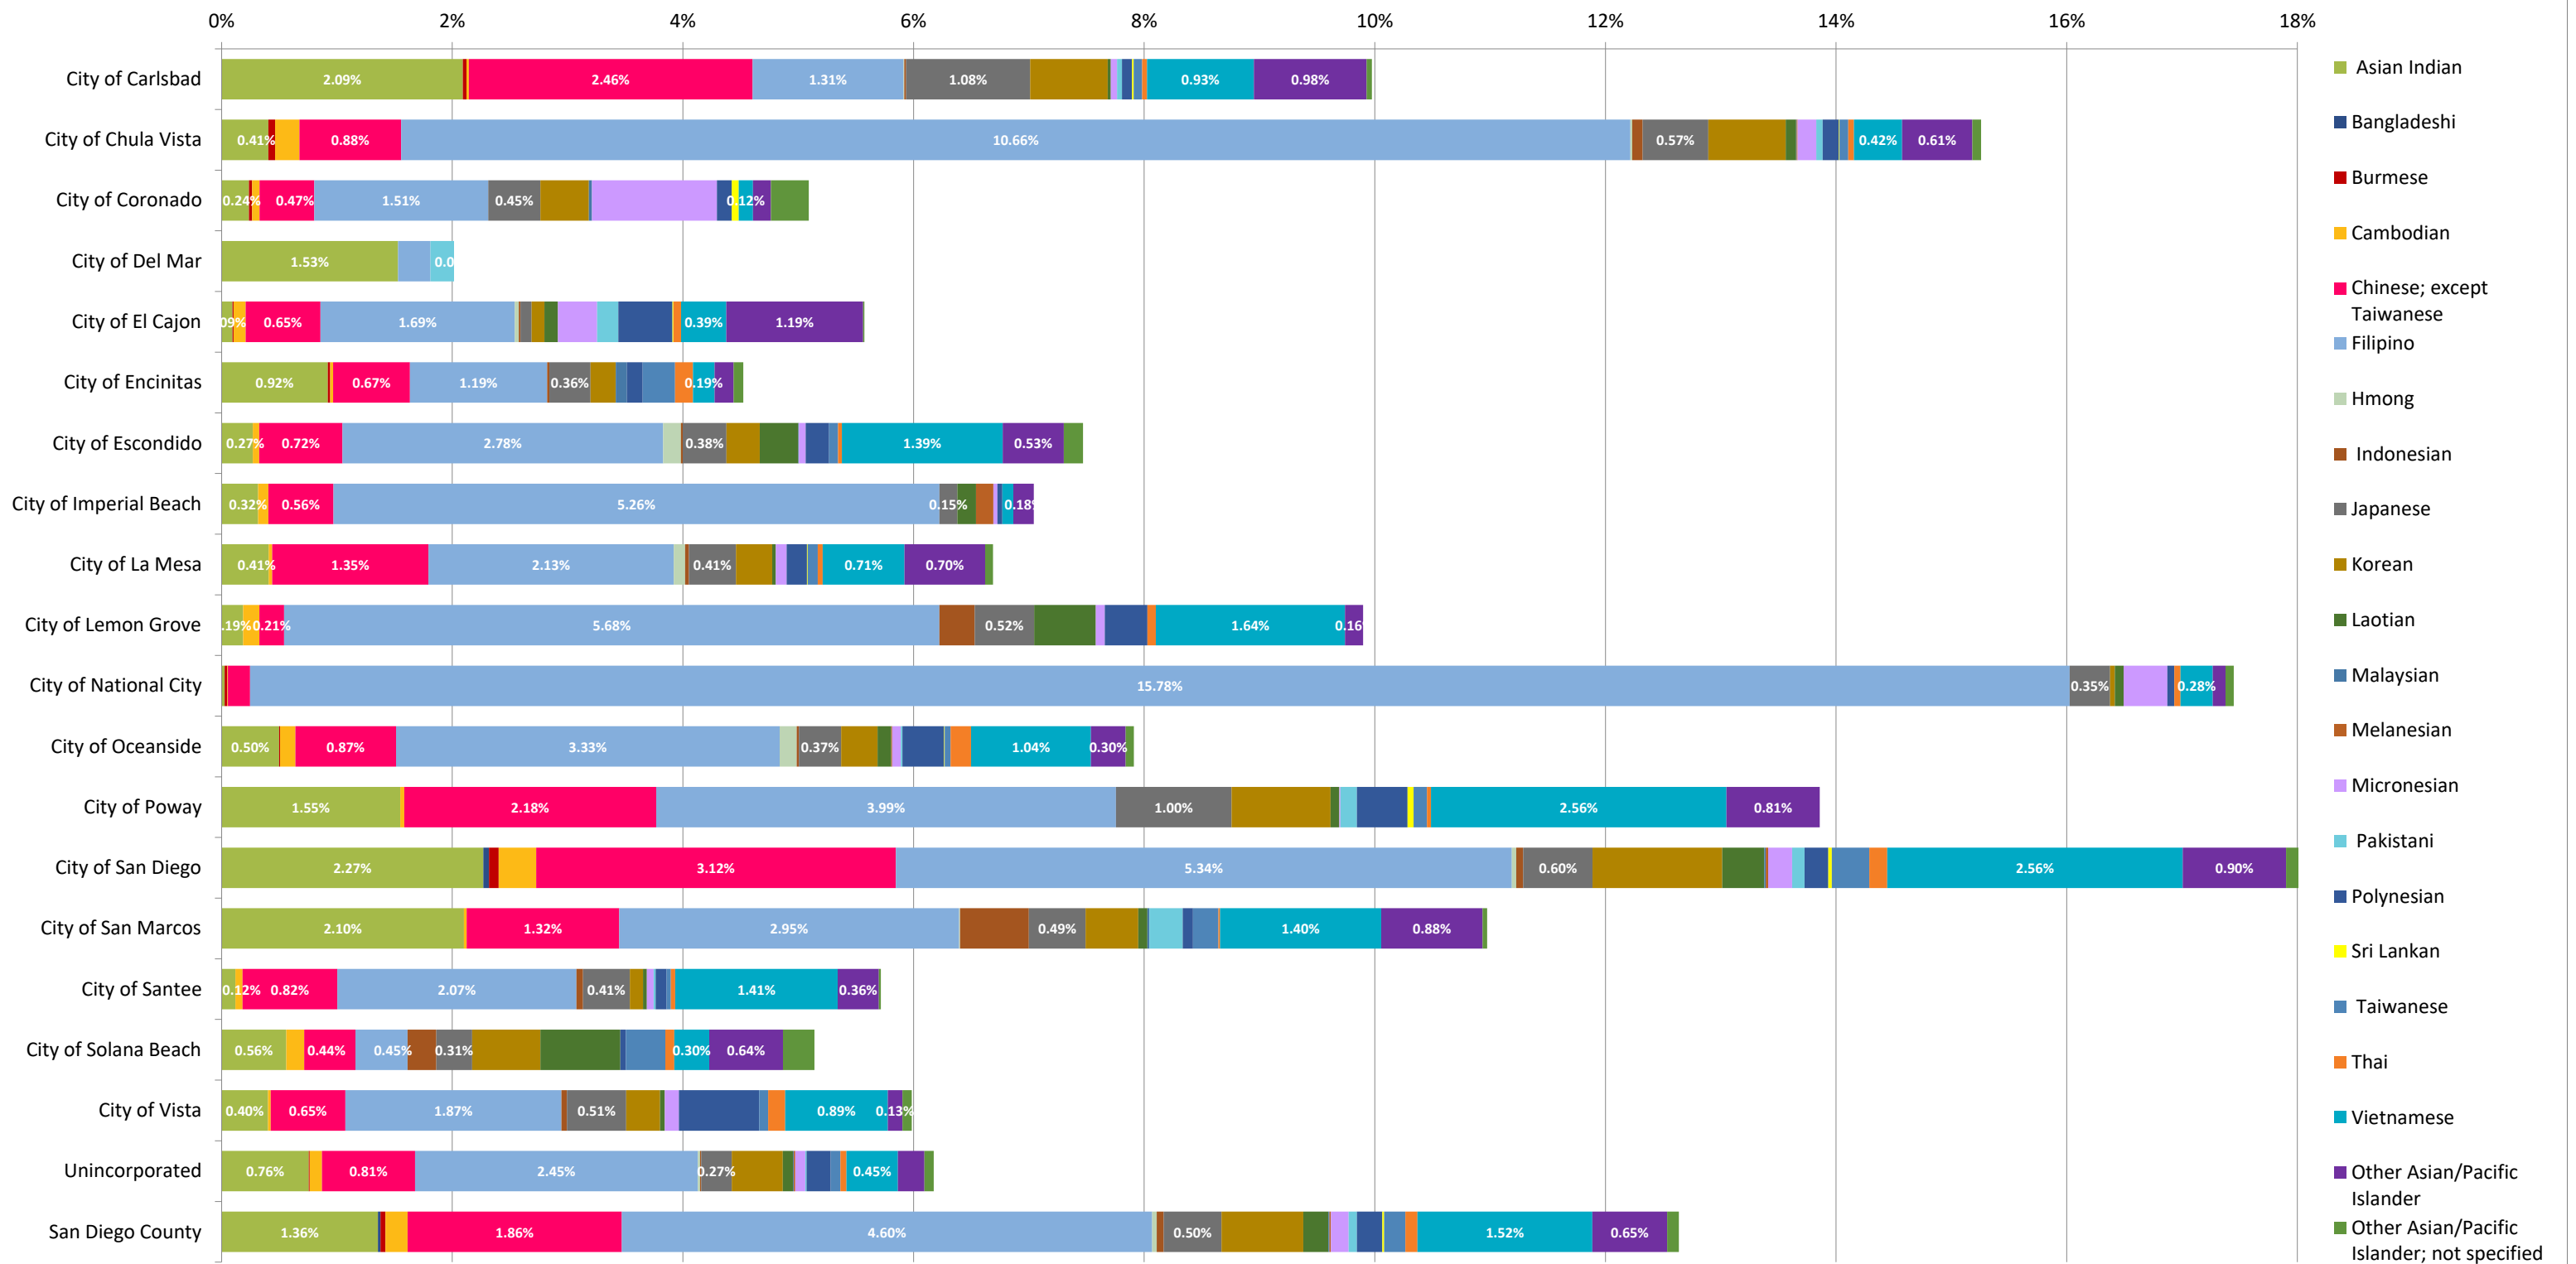 0% 2% 4% 6% 8% 10% 12% 14% 16% 18%
City of Carlsbad 2.09% 2.46% 1.31% 1.08% 0.93% 0.98%
City of Chula Vista 0.41% 0.88% 10.66% 0.57% 0.42% 0.61%
City of Coronado 0.24% 0.47% 1.51% 0.45% 0.12%
City of Del Mar 1.53% 0.0
City of El Cajon 09% 0.65% 1.69% 0.39% 1.19%
City of Encinitas 0.92% 0.67% 1.19% 0.36% 0.19%
City of Escondido 0.27% 0.72% 2.78% 0.38% 1.39% 0.53%
City of Imperial Beach 0.32% 0.56% 5.26% 0.15% 0.18%
City of La Mesa 0.41% 1.35% 2.13% 0.41% 0.71% 0.70%
City of Lemon Grove .19% 0.21% 5.68% 0.52% 1.64% 0.16
City of National City 15.78% 0.35% 0.28%
City of Oceanside 0.50% 0.87% 3.33% 0.37% 1.04% 0.30%
City of Poway 1.55% 2.18% 3.99% 1.00% 2.56% 0.81%
City of San Diego 2.27% 3.12% 5.34% 0.60% 2.56% 0.90%
City of San Marcos 2.10% 1.32% 2.95% 0.49% 1.40% 0.88%
City of Santee 0.12% 0.82% 2.07% 0.41% 1.41% 0.36%
City of Solana Beach 0.56% 0.44% 0.45% 0.31% 0.30% 0.64%
City of Vista 0.40% 0.65% 1.87% 0.51% 0.89% 0.13%
Unincorporated 0.76% 0.81% 2.45% 0.27% 0.45%
San Diego County 1.36% 1.86% 4.60% 0.50% 1.52% 0.65%
Asian Indian
Bangladeshi
Burmese
Cambodian
Chinese; except
Taiwanese
Filipino
Hmong
Indonesian
Japanese
Korean
Laotian
Malaysian
Melanesian
Micronesian
Pakistani
Polynesian
Sri Lankan
Taiwanese
Thai
Vietnamese
Other Asian/Pacific
Islander
Other Asian/Pacific
Islander; not specified